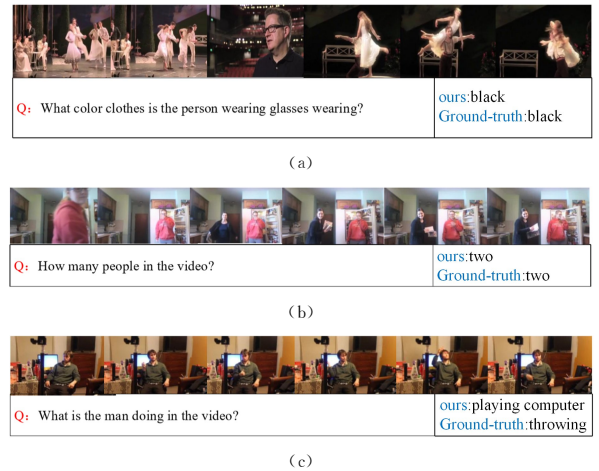 Q： What color clothes is the person wearing glasses wearing?
ours:black
Ground-truth:black
（a）
Q： How many people in the video?
ours:two
Ground-truth:two
（b）
Q： What is the man doing in the video?
ours:playing computer
Ground-truth:throwing
（c）